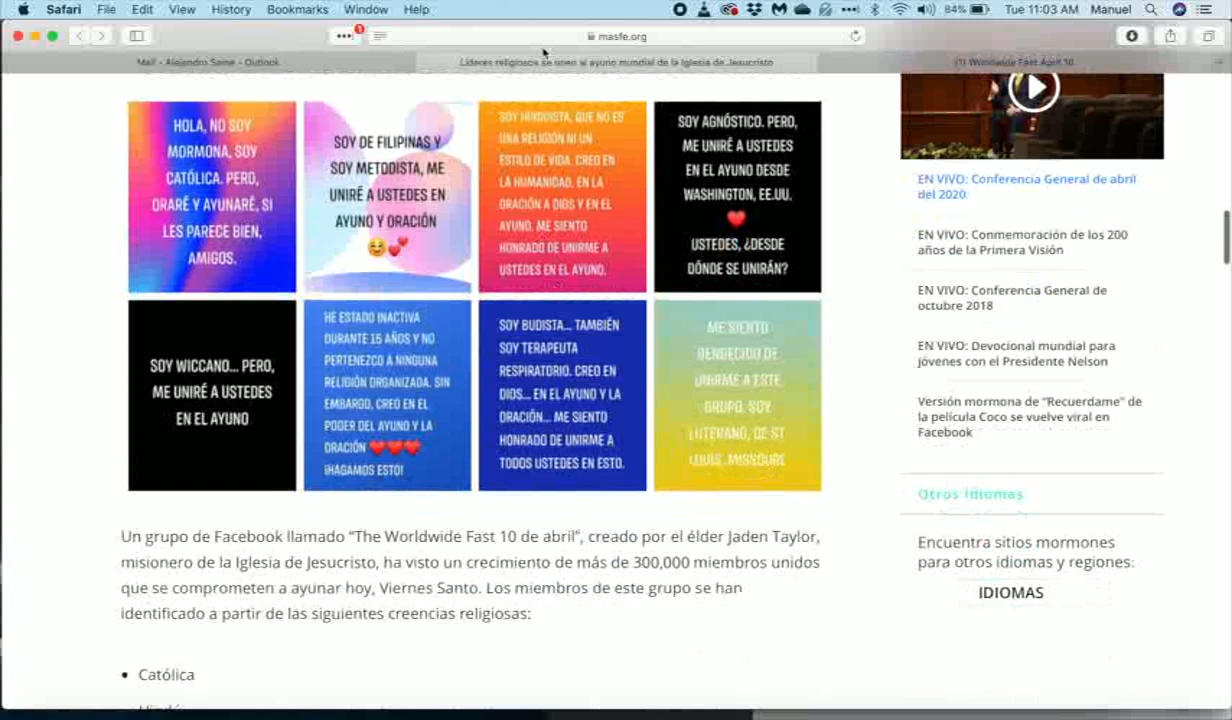 Safari File Edit View History Bookmarks Window Help
84% Tue 11:03 AM Manuel
masfe.org
Mail - Alejandro Saine - Outlook
Líderes religiosos se unen al ayuno mundial de la Iglesia de Jesucristo
(1) Worldwide Fast April 10
HOLA, NO SOY
MORMONA, SOY
CATÓLICA. PERO,
ORARÉ Y AYUNARÉ, SI
LES PARECE BIEN,
AMIGOS.
SOY DE FILIPINAS Y
SOY METODISTA, ME
UNIRÉ A USTEDES EN
AYUNO Y ORACIÓN
SOY HINDUISTA, QUE NO ES
UNA RELIGIÓN NI UN
ESTILO DE VIDA. CREO EN
LA HUMANIDAD, EN LA
ORACIÓN A DIOS Y EN EL
AYUNO. ME SIENTO
HONRADO DE UNIRME A
USTEDES EN EL AYUNO.
SOY AGNÓSTICO. PERO,
ME UNIRÉ A USTEDES
EN EL AYUNO DESDE
WASHINGTON, EE.UU.
USTEDES, ¿DESDE
DÓNDE SE UNIRÁN?
SOY WICCANO... PERO,
ME UNIRÉ A USTEDES
EN EL AYUNO
HE ESTADO INACTIVA
DURANTE 15 AÑOS Y NO
PERTENEZCO A NINGUNA
RELIGIÓN ORGANIZADA. SIN
EMBARGO, CREO EN EL
PODER DEL AYUNO Y LA
ORACIÓN
¡HAGAMOS ESTO!
SOY BUDISTA... TAMBIÉN
SOY TERAPEUTA
RESPIRATORIO. CREO EN
DIOS... EN EL AYUNO Y LA
ORACIÓN... ME SIENTO
HONRADO DE UNIRME A
TODOS USTEDES EN ESTO.
ME SIENTO
BENDECIDO DE
UNIRME A ESTE
GRUPO. SOY
LUTERANO, DE ST
LOUIS, MISSOURI
Un grupo de Facebook llamado “The Worldwide Fast 10 de abril”, creado por el élder Jaden Taylor,
misionero de la Iglesia de Jesucristo, ha visto un crecimiento de más de 300,000 miembros unidos
que se comprometen a ayunar hoy, Viernes Santo. Los miembros de este grupo se han
identificado a partir de las siguientes creencias religiosas:
• Católica
EN VIVO: Conferencia General de abril
del 2020
EN VIVO: Conmemoración de los 200
años de la Primera Visión
EN VIVO: Conferencia General de
octubre 2018
EN VIVO: Devocional mundial para
jóvenes con el Presidente Nelson
Versión mormona de “Recuerdame” de
la película Coco se vuelve viral en
Facebook
Otros Idiomas
Encuentra sitios mormones
para otros idiomas y regiones:
IDIOMAS